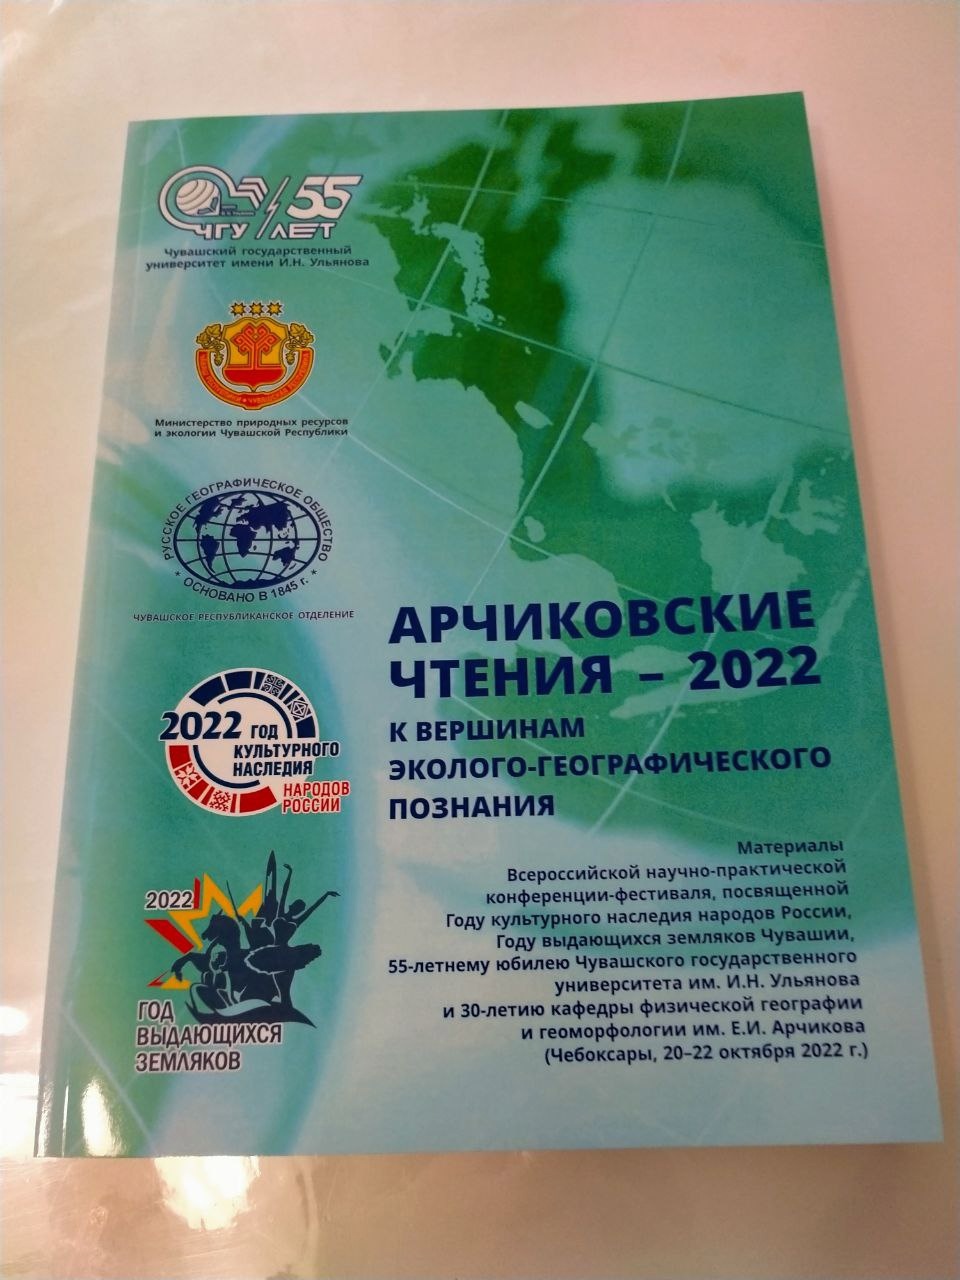 55
ЧГУ ЛЕТ
Чувашский государственный
университет имени И.Н. Ульянова
Министерство природных ресурсов
и экологии Чувашской Республики
РУССКОЕ ГЕОГРАФИЧЕСКОЕ ОБЩЕСТВО
ОСНОВАНО В 1845 г.
ЧУВАШСКОЕ РЕСПУБЛИКАНСКОЕ ОТДЕЛЕНИЕ
2022 ГОД
КУЛЬТУРНОГО
НАСЛЕДИЯ
НАРОДОВ
РОССИИ
2022
ГОД
ВЫДАЮЩИХСЯ
ЗЕМЛЯКОВ
АРЧИКОВСКИЕ
ЧТЕНИЯ – 2022
К ВЕРШИНАМ
ЭКОЛОГО-ГЕОГРАФИЧЕСКОГО
ПОЗНАНИЯ
Материалы
Всероссийской научно-практической
конференции-фестиваля, посвященной
Году культурного наследия народов России,
Году выдающихся земляков Чувашии,
55-летнему юбилею Чувашского государственного
университета им. И.Н. Ульянова
и 30-летию кафедры физической географии
и геоморфологии им. Е.И. Арчикова
(Чебоксары, 20–22 октября 2022 г.)